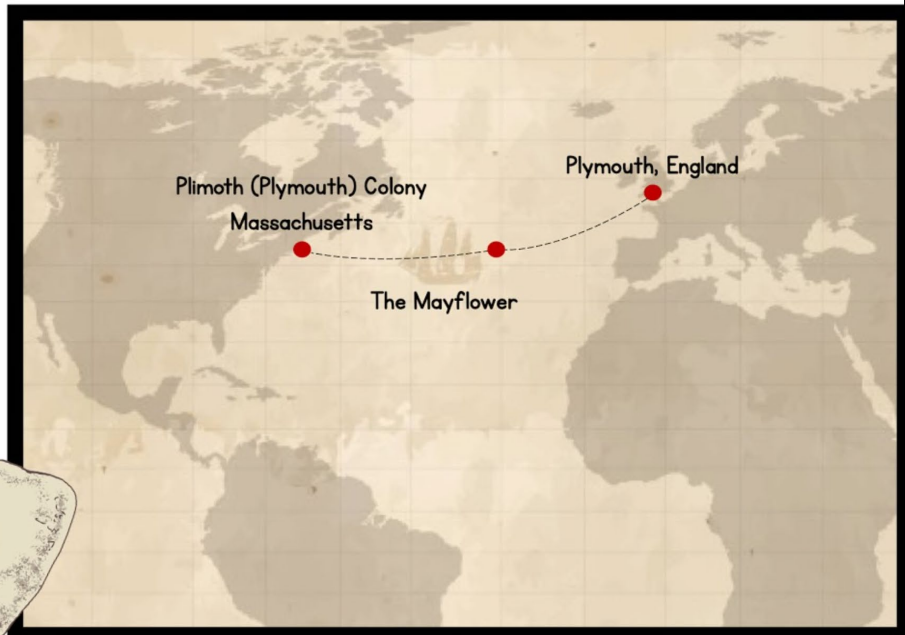 Plymouth, England
Plimoth (Plymouth) Colony
Massachusetts
The Mayflower